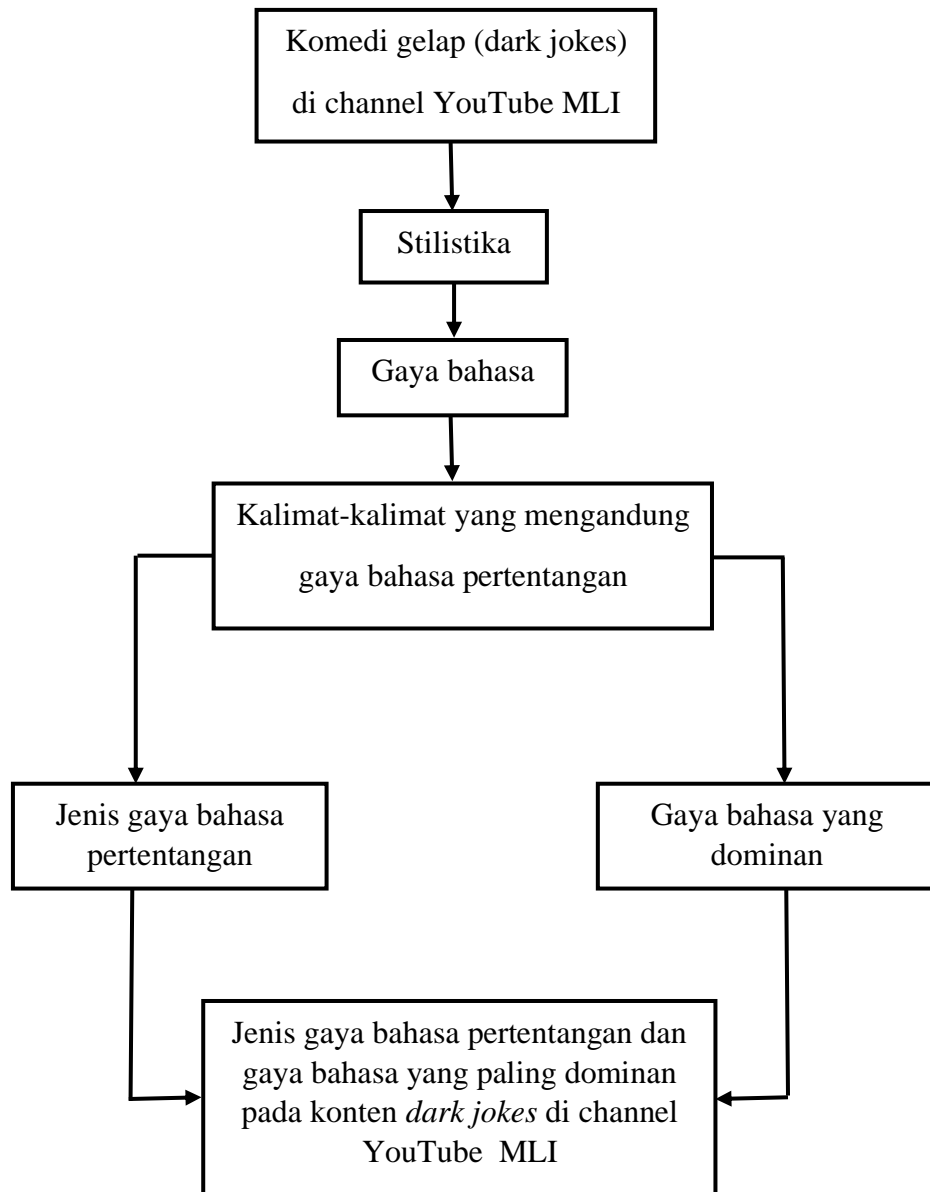 Komedi gelap (dark jokes)
di channel YouTube MLI
Stilistika
Gaya bahasa
Kalimat-kalimat yang mengandung
gaya bahasa pertentangan
Jenis gaya bahasa
pertentangan
Gaya bahasa yang
dominan
Jenis gaya bahasa pertentangan dan
gaya bahasa yang paling dominan
pada konten dark jokes di channel
YouTube MLI